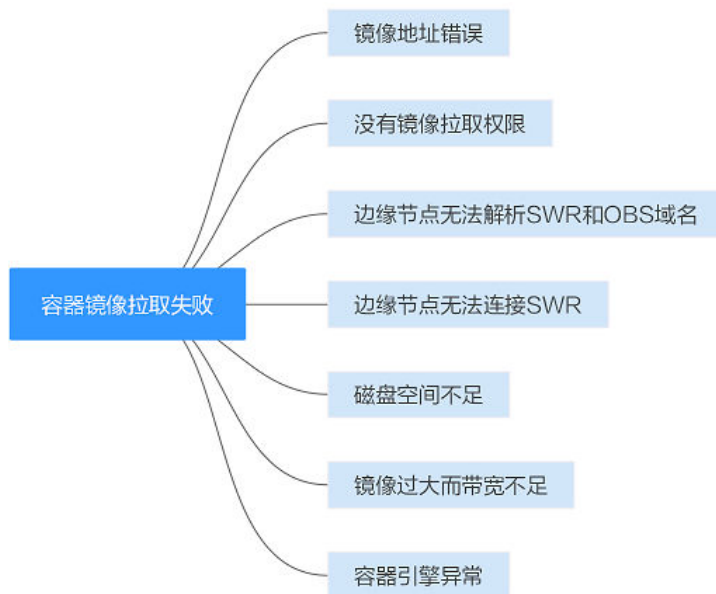 镜像地址错误
没有镜像拉取权限
边缘节点无法解析SWR和OBS域名
容器镜像拉取失败
边缘节点无法连接SWR
磁盘空间不足
镜像过大而带宽不足
容器引擎异常